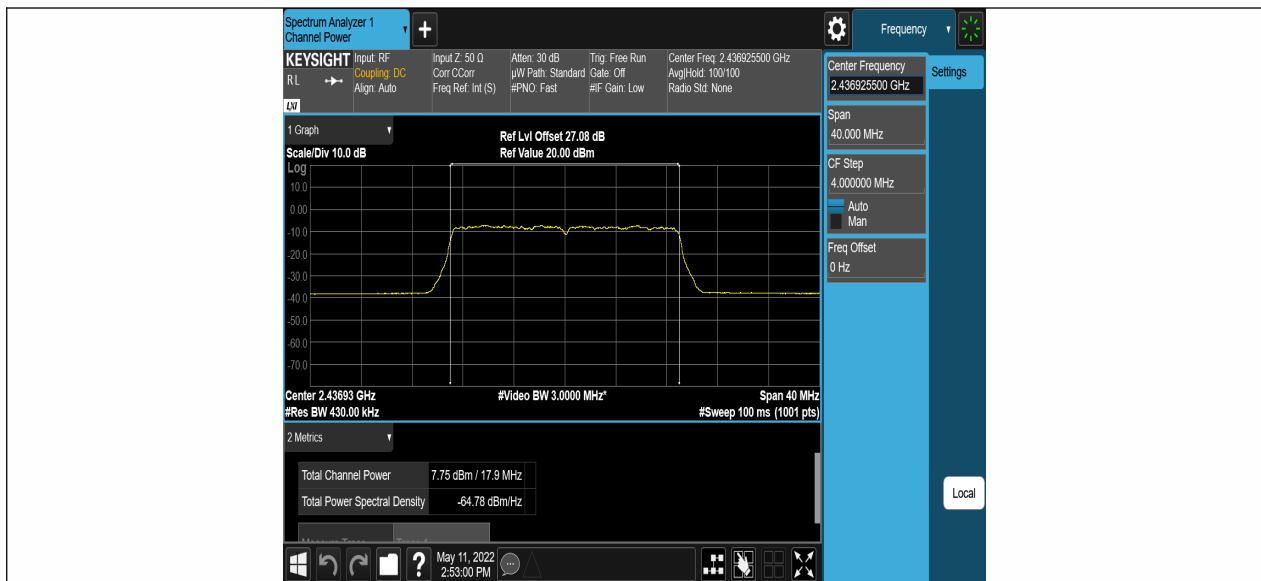 Spectrum Analyzer 1
Channel Power
Frequency
KEYSIGHT
RL
LXI
Input: RF
Coupling: DC
Align: Auto
Input Z: 50 Ω
Corr CCorr
Freq Ref: Int (S)
Atten: 30 dB
µW Path: Standard
#PNO: Fast
Trig: Free Run
Gate: Off
#IF Gain: Low
Center Freq: 2.436925500 GHz
Avg|Hold: 100/100
Radio Std: None
Center Frequency
2.436925500 GHz
Settings
Span
40.000 MHz
CF Step
4.000000 MHz
Auto
Man
Freq Offset
0 Hz
Local
1 Graph
Scale/Div 10.0 dB
Ref Lvl Offset 27.08 dB
Ref Value 20.00 dBm
Log
10.0
0.00
-10.0
-20.0
-30.0
-40.0
-50.0
-60.0
-70.0
Center 2.43693 GHz
#Video BW 3.0000 MHz*
Span 40 MHz
#Res BW 430.00 kHz
#Sweep 100 ms (1001 pts)
2 Metrics
Total Channel Power 7.75 dBm / 17.9 MHz
Total Power Spectral Density -64.78 dBm/Hz
May 11, 2022
2:53:00 PM